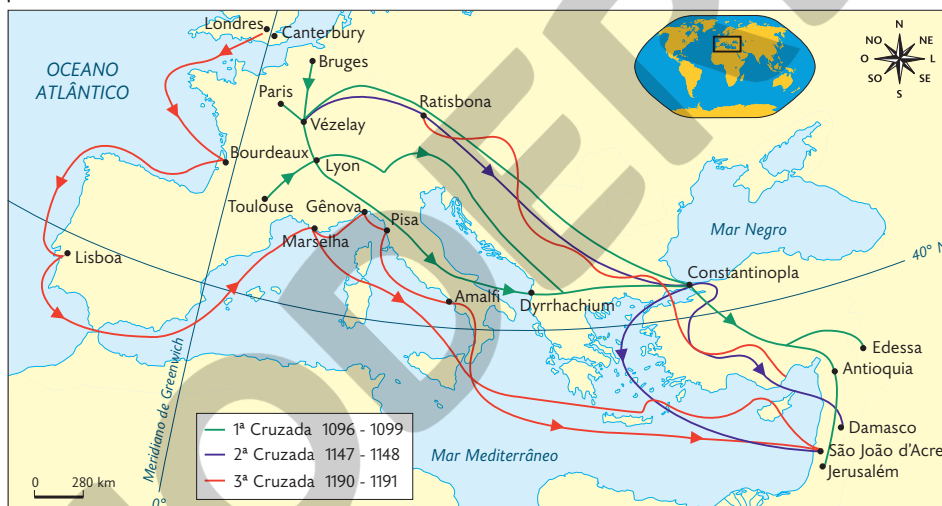 Londres
Canterbury
OCEANO
ATLÂNTICO
Bruges
Paris
Ratisbona
Vézelay
Bourdeaux
Lyon
Toulouse
Gênova
Pisa
Marselha
Lisboa
Amalfi
Dyrrhachium
Mar Negro
Constantinopla
40° N
Edessa
Antioquia
Damasco
São João d'Acre
Jerusalém
Mar Mediterrâneo
Meridiano de Greenwich
0°
N
NO NE
O L
SO SE
S
1ª Cruzada 1096 - 1099
2ª Cruzada 1147 - 1148
3ª Cruzada 1190 - 1191
0 280 km